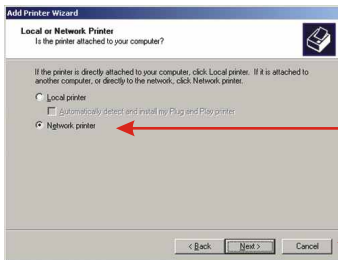 Add Printer Wizard
Local or Network Printer
Is the printer attached to your computer?
If the printer is directly attached to your computer, click Local printer. If it is attached to
another computer, or directly to the network, click Network printer.
Local printer
Automatically detect and install my Plug and Play printer
Network printer
< Back
Next >
Cancel